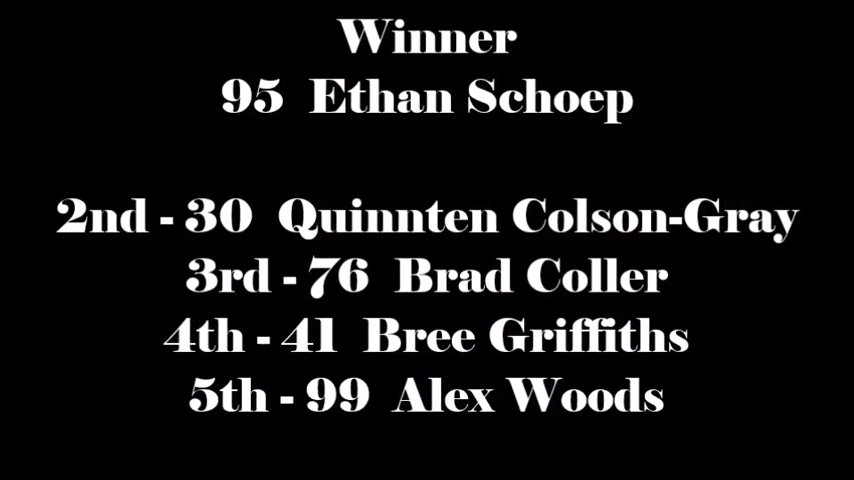 Winner
95 Ethan Schoep
2nd - 30 Quinnten Colson-Gray
3rd - 76 Brad Coller
4th - 41 Bree Griffiths
5th - 99 Alex Woods